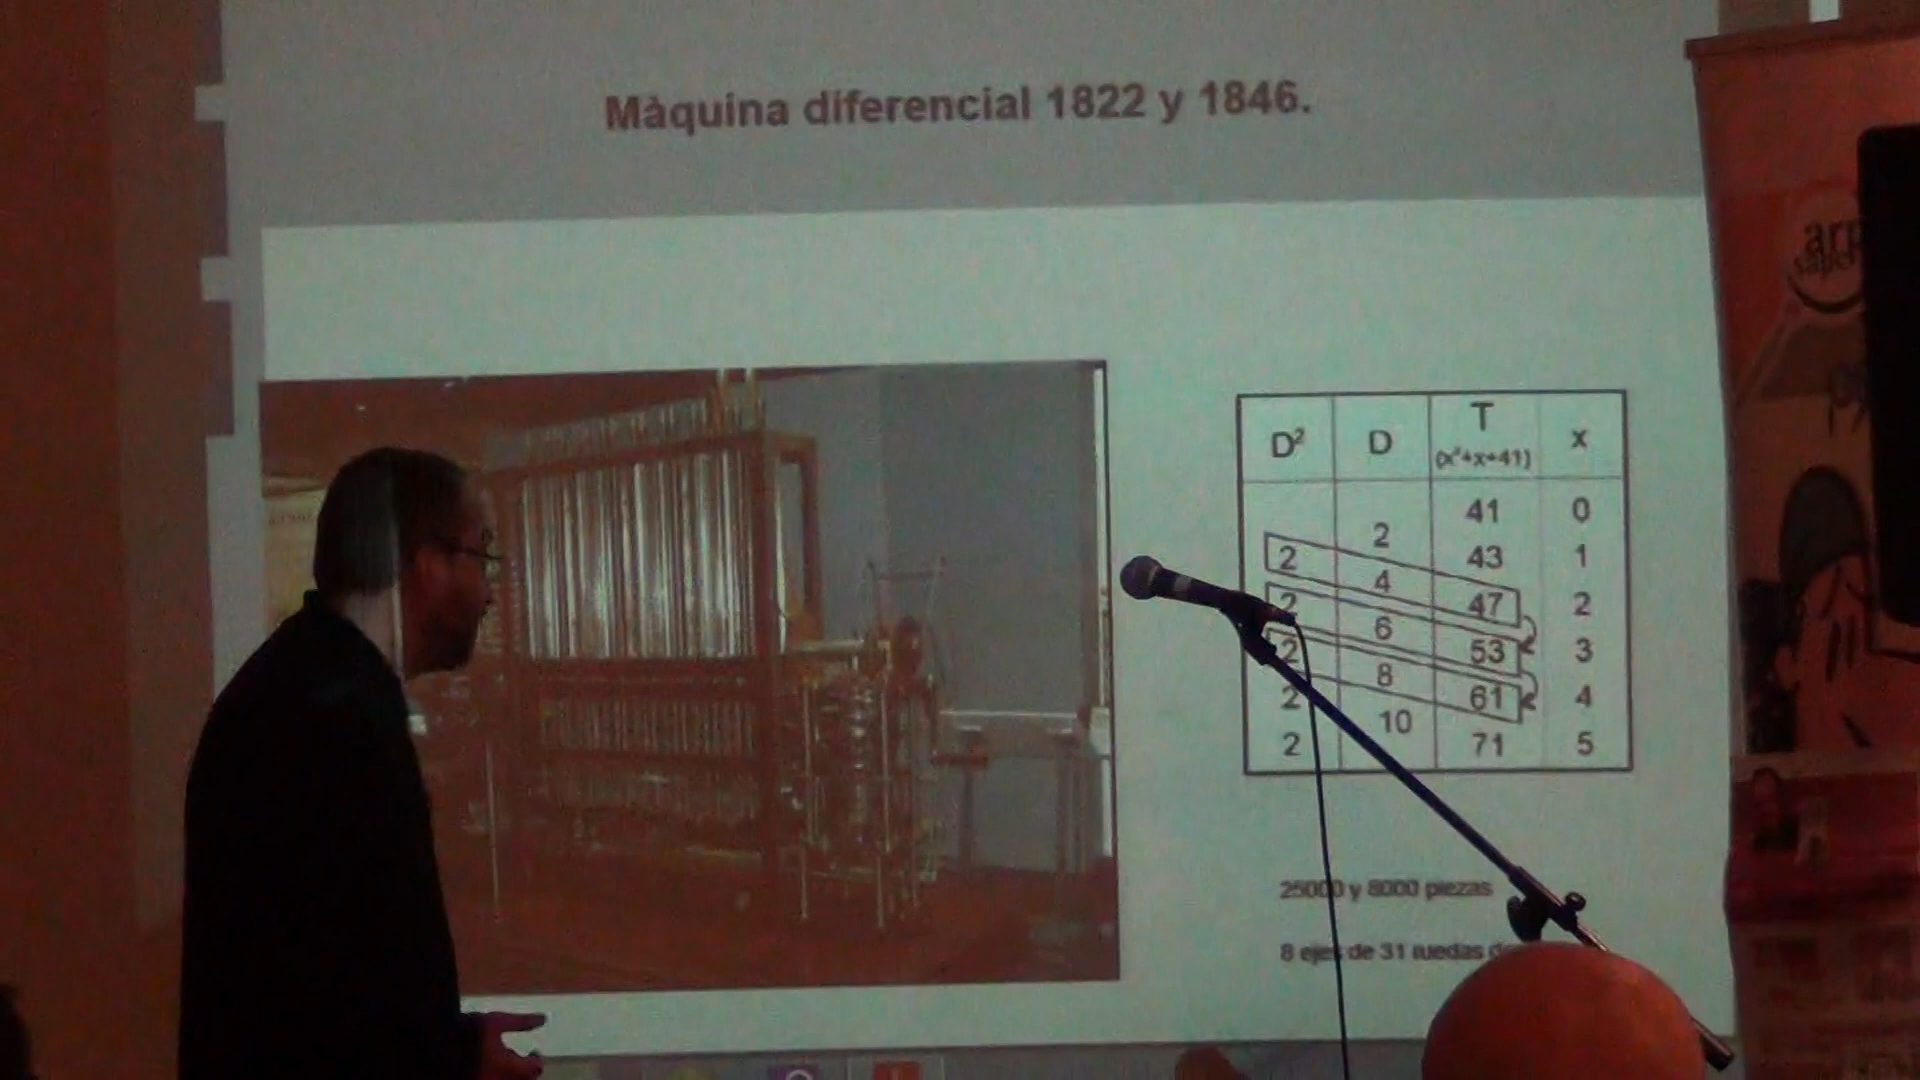 Màquina diferencial 1822 y 1846.
D² D T x
(x²+x+41)
41 0
2
2 43 1
4
2 47 2
6
2 53 3
8
2 61 4
10
2 71 5
25000 y 8000 piezas
8 ejes de 31 ruedas